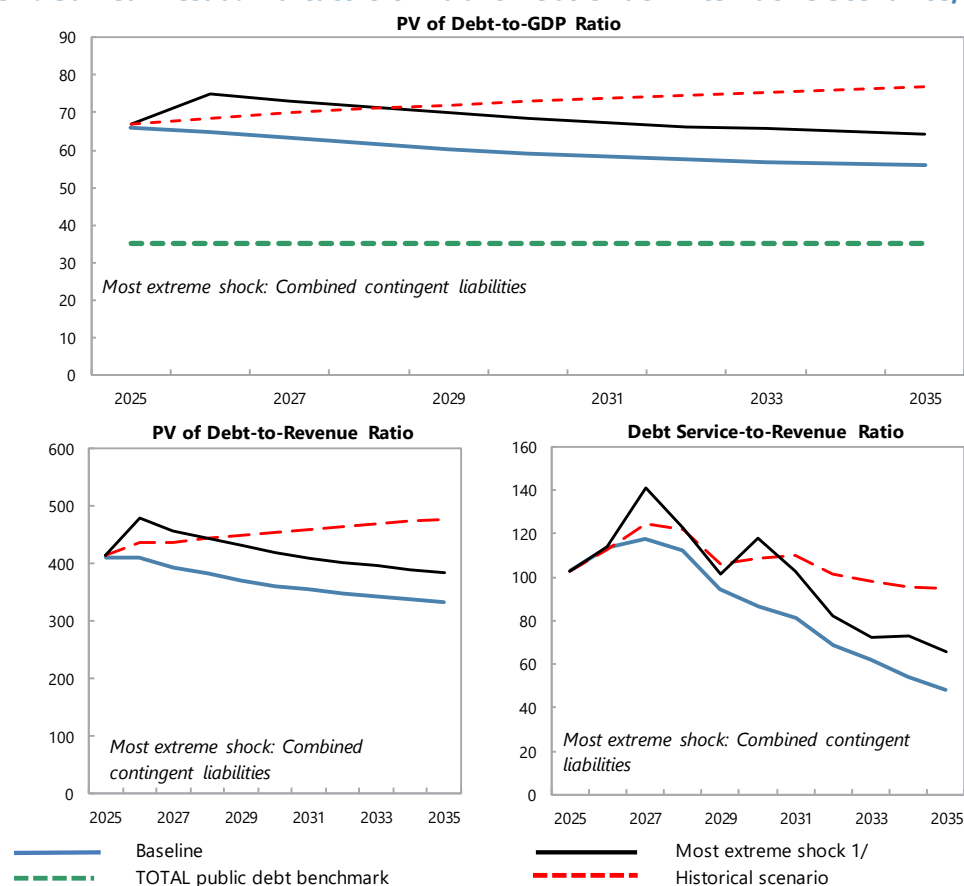 PV of Debt-to-GDP Ratio
90
80
70
60
50
40
30
20
10
0
Most extreme shock: Combined contingent liabilities
2025 2027 2029 2031 2033 2035
PV of Debt-to-Revenue Ratio
600
500
400
300
200
100
0
Most extreme shock: Combined
contingent liabilities
2025 2027 2029 2031 2033 2035
Debt Service-to-Revenue Ratio
160
140
120
100
80
60
40
20
0
Most extreme shock: Combined contingent
liabilities
2025 2027 2029 2031 2033 2035
Baseline
Most extreme shock 1/
TOTAL public debt benchmark
Historical scenario